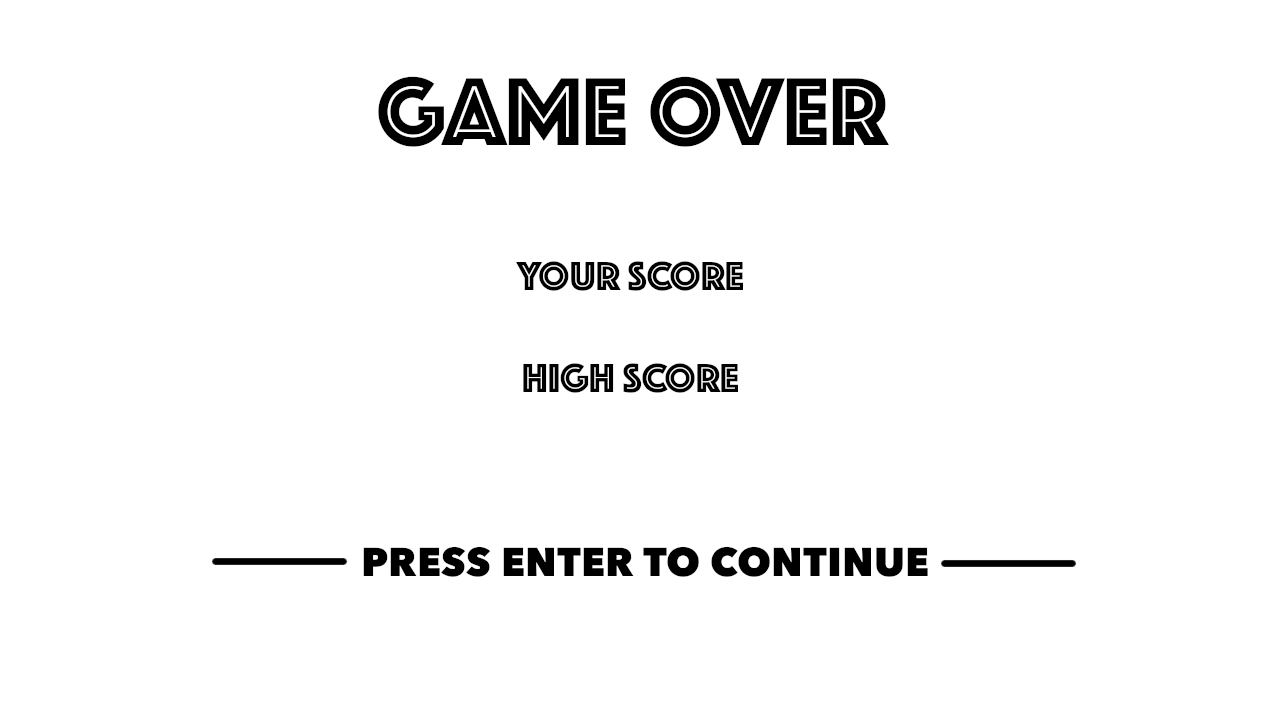 GAME OVER
YOUR SCORE
HIGH SCORE
PRESS ENTER TO CONTINUE